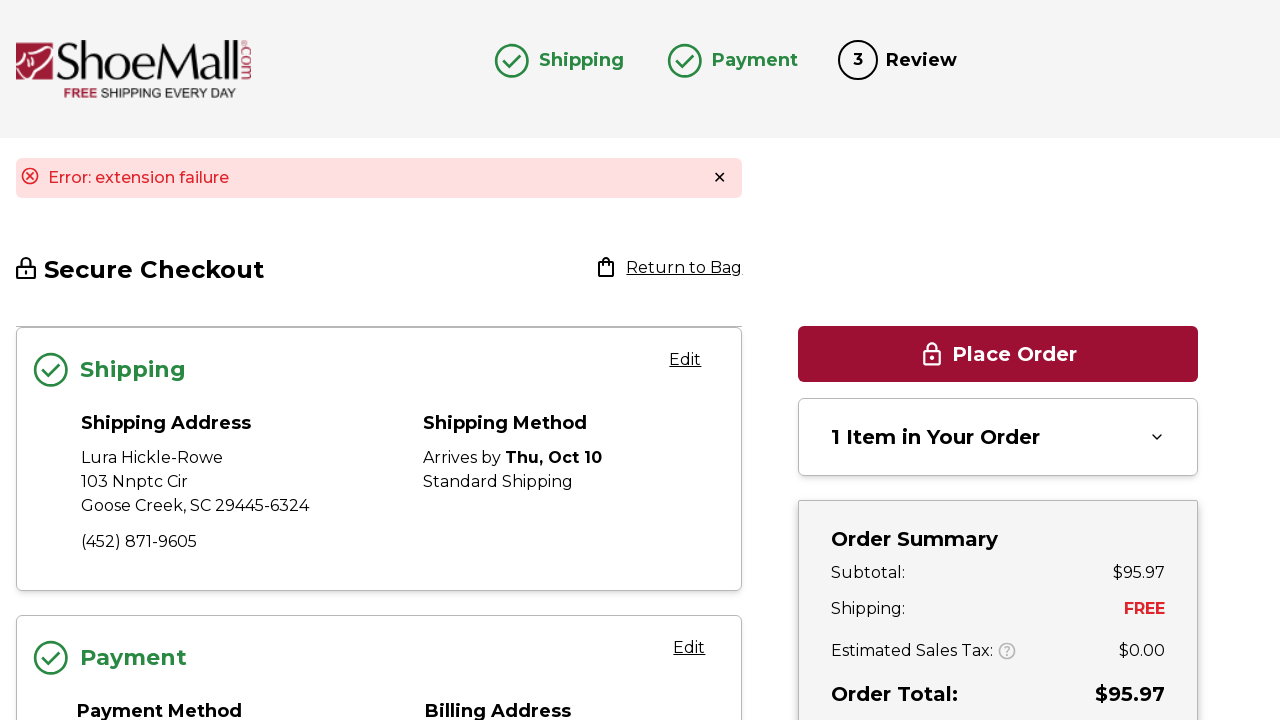 ShoeMall.com
FREE SHIPPING EVERY DAY
Shipping
Payment
3 Review
Error: extension failure
Secure Checkout
Return to Bag
Shipping
Edit
Shipping Address
Lura Hickle-Rowe
103 Nnptc Cir
Goose Creek, SC 29445-6324
(452) 871-9605
Shipping Method
Arrives by Thu, Oct 10
Standard Shipping
Payment
Edit
Payment Method
Billing Address
Place Order
1 Item in Your Order
Order Summary
Subtotal: $95.97
Shipping: FREE
Estimated Sales Tax: ? $0.00
Order Total: $95.97